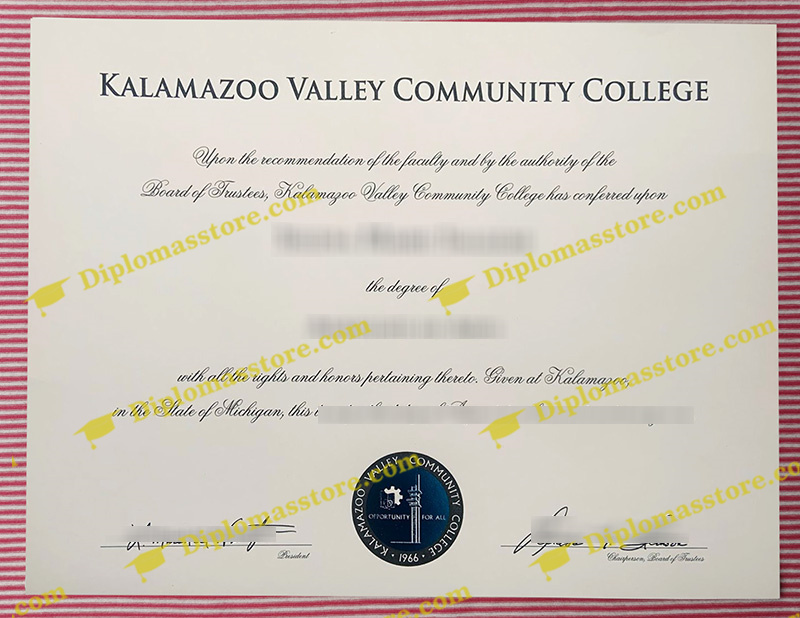 KALAMAZOO VALLEY COMMUNITY COLLEGE
Upon the recommendation of the faculty and by the authority of the
Board of Trustees, Kalamazoo Valley Community College has conferred upon
Diplomasstore.com
Diplomasstore.com
the degree of
with all the rights and honors pertaining thereto. Given at Kalamazoo,
in the State of Michigan, this
Diplomasstore.com
Diplomasstore.com
KALAMAZOO VALLEY COMMUNITY COLLEGE
OPPORTUNITY FOR ALL
• 1966 •
Diplomasstore.com
President
Chairperson, Board of Trustees
Diplomasstore.com
.com
Diplomasstore.com